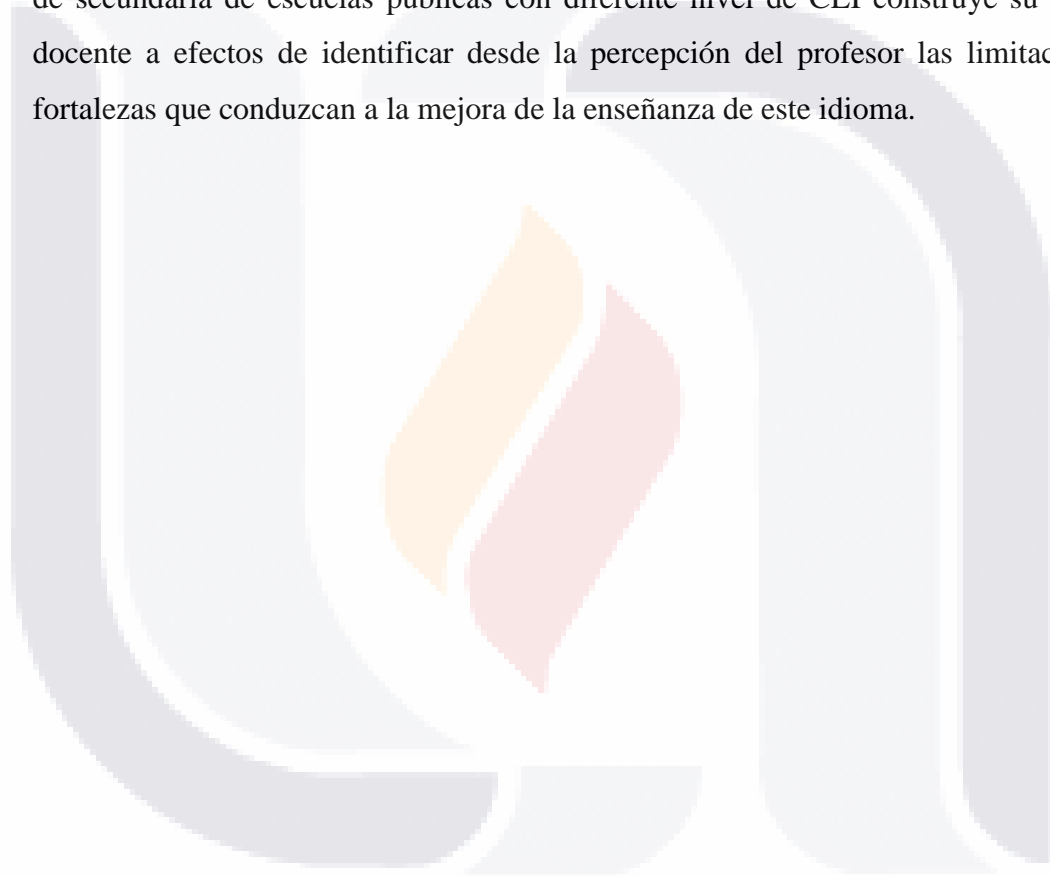 de secundaria de escuelas públicas con diferente nivel de CLI construye su
docente a efectos de identificar desde la percepción del profesor las
fortalezas que conduzcan a la mejora de la enseñanza de este idioma.